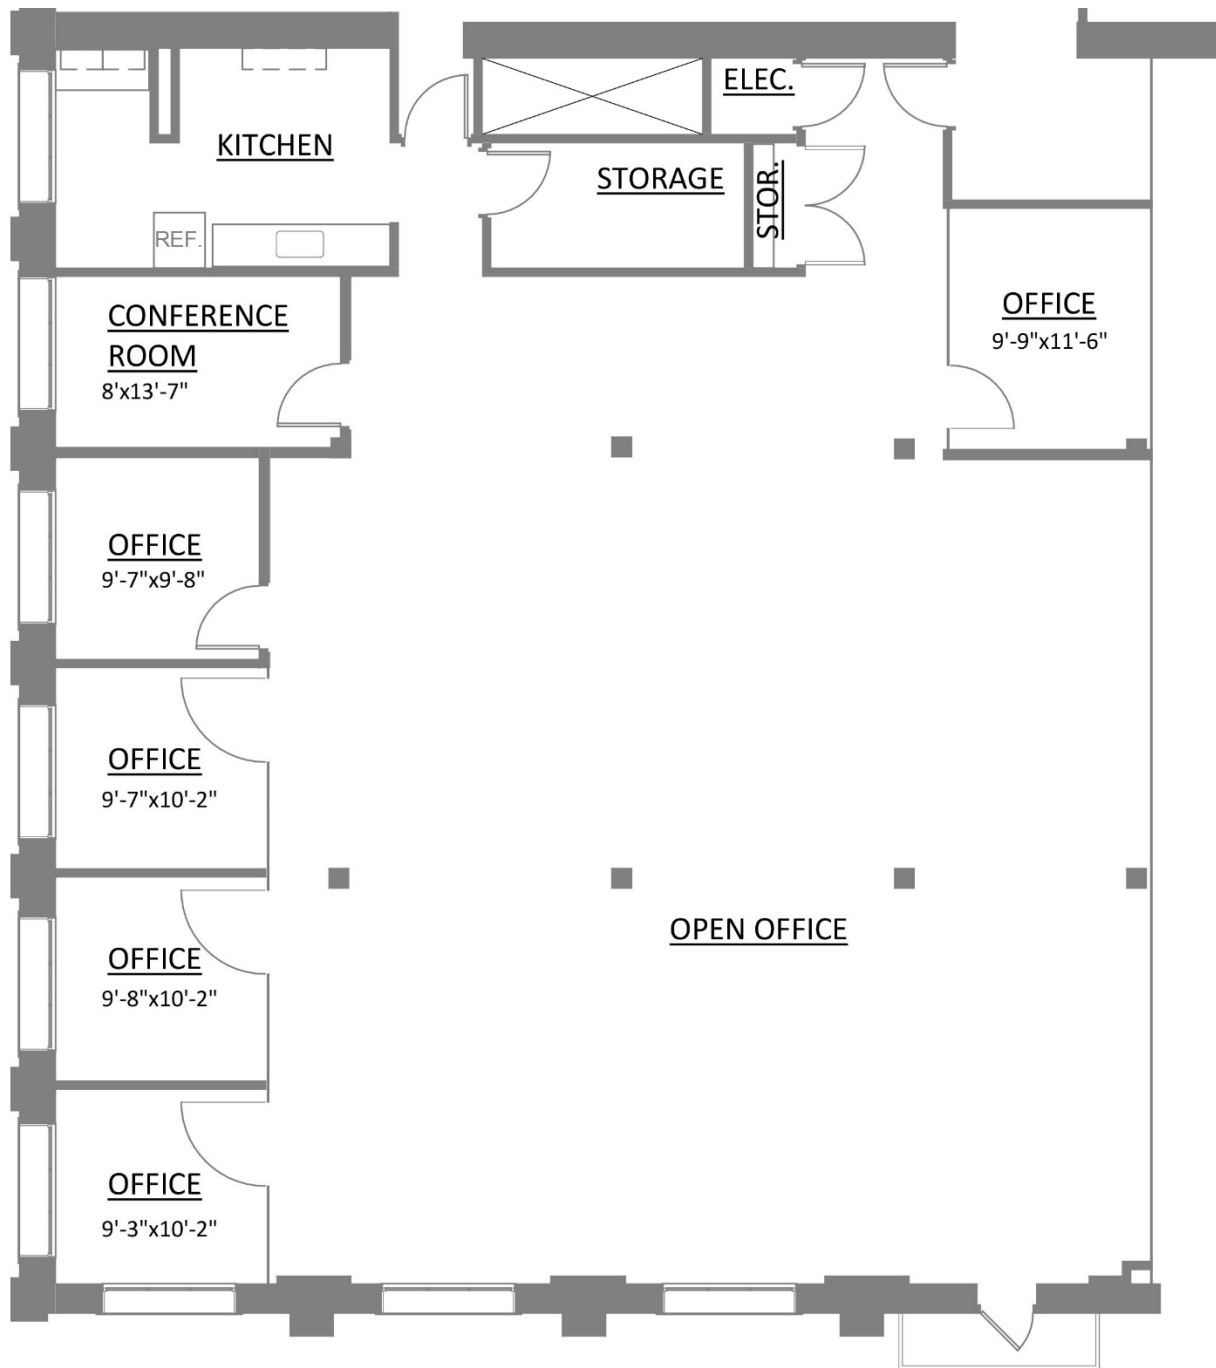 ELEC.
KITCHEN
STORAGE
STOR.
REF.
CONFERENCE
ROOM
8'x13'-7"
OFFICE
9'-9"x11'-6"
OFFICE
9'-7"x9'-8"
OFFICE
9'-7"x10'-2"
OPEN OFFICE
OFFICE
9'-8"x10'-2"
OFFICE
9'-3"x10'-2"